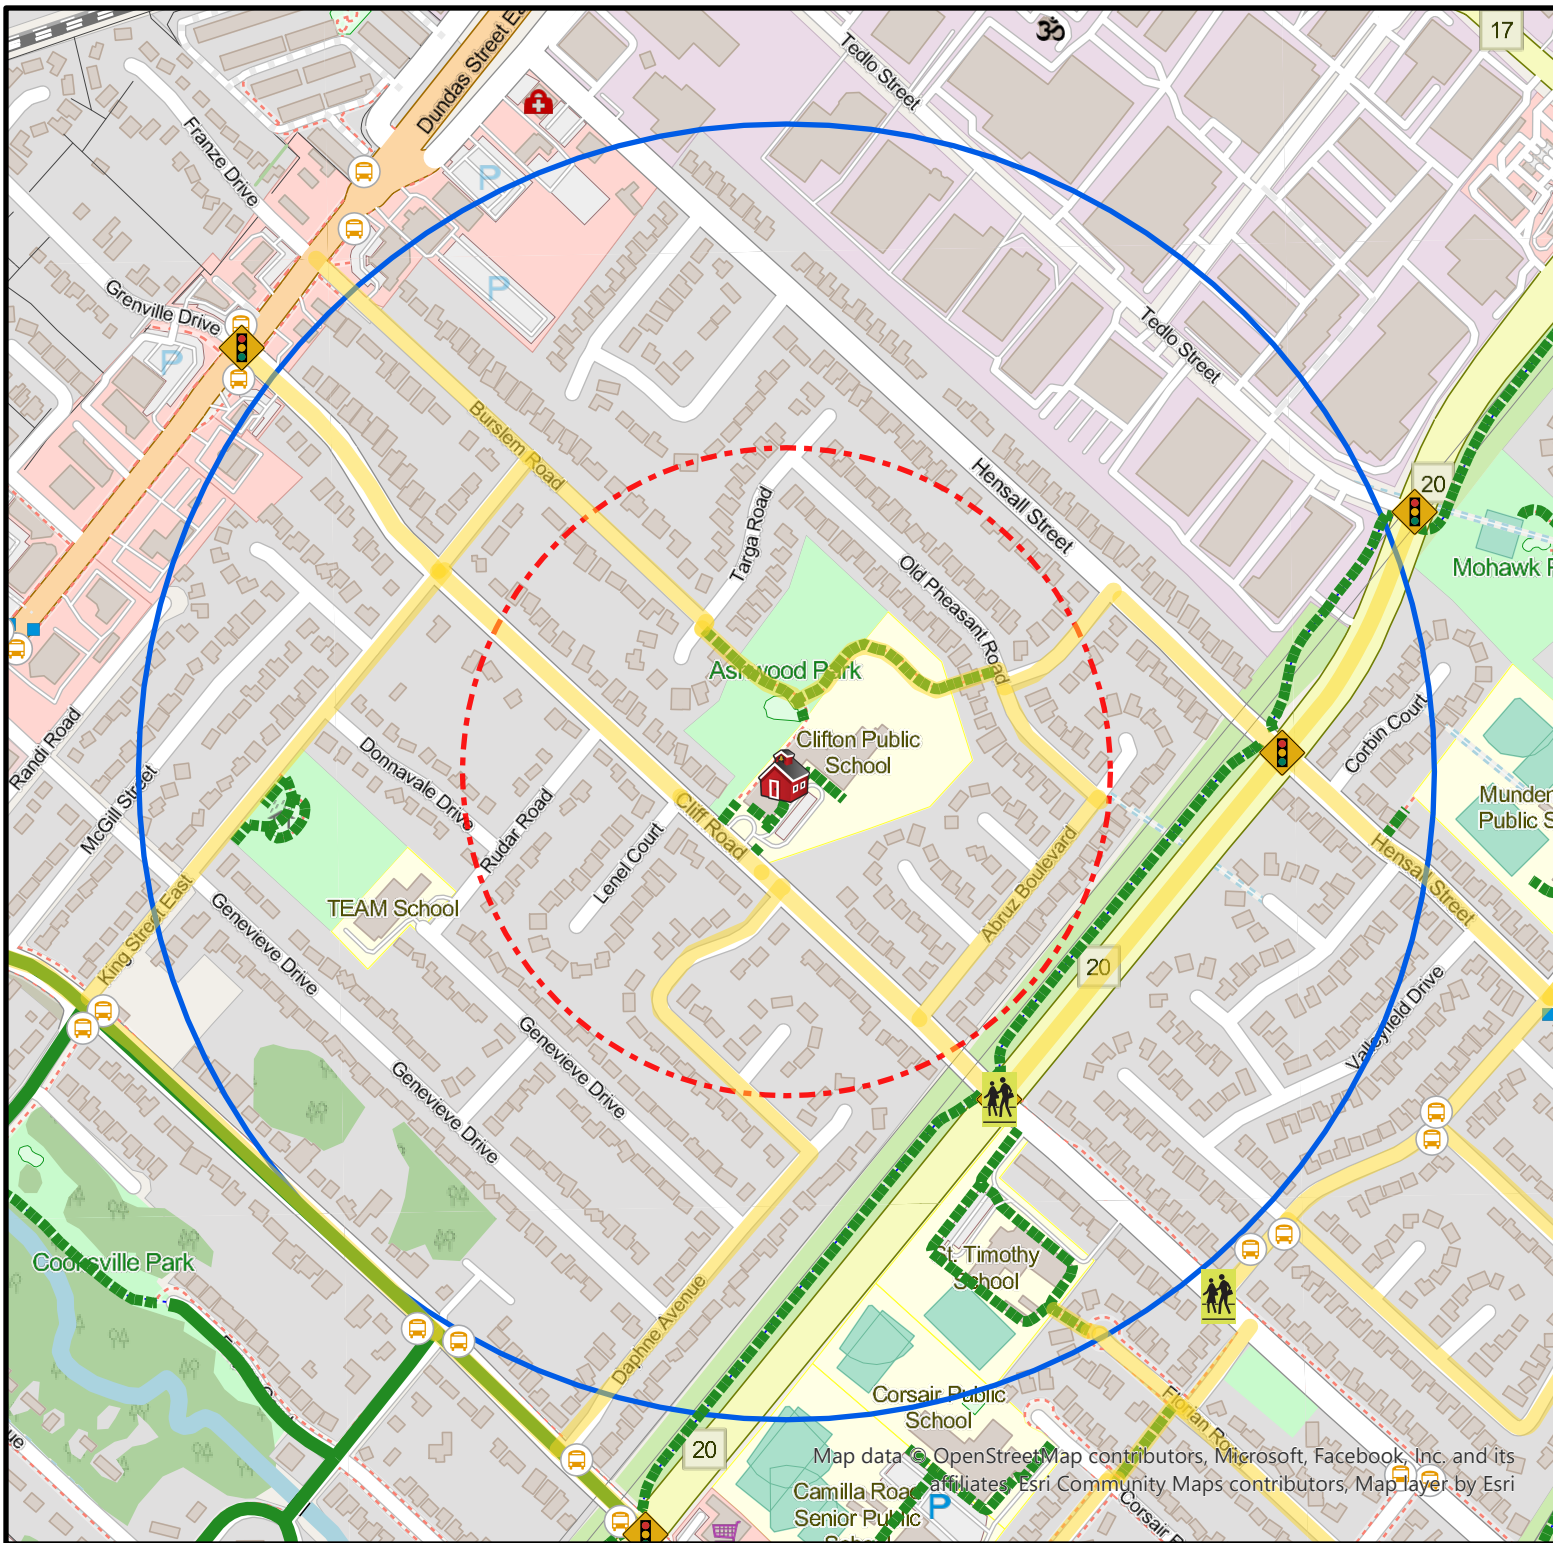 17
Dundas Street Ea
Tedlo Street
ॐ
Franze Drive
P
P
Grenville Drive
P
Tedlo Street
Burslem Road
Hensall Street
20
Targa Road
Old Pheasant Road
Mohawk P
Ashwood Park
Corbin Court
Randi Road
Clifton Public
School
McGill Street
Donnavale Drive
Rudar Road
Cliff Road
Lenel Court
Munden
Public S
Hensall Street
Abruz Boulevard
TEAM School
King Street East
Genevieve Drive
20
Valleyfield Drive
Genevieve Drive
Genevieve Drive
Cooksville Park
St. Timothy
School
Daphne Avenue
Corsair Public
School
Florian Ro
ue
20
Map data © OpenStreetMap contributors, Microsoft, Facebook, Inc. and its
affiliates, Esri Community Maps contributors, Map layer by Esri
Camilla Road
Senior Public
School
P
Corsair R